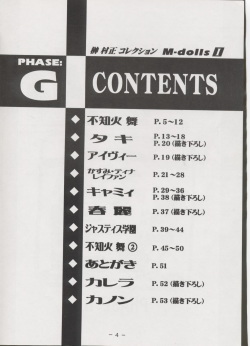 榊村正 コレクション M-dolls 1
PHASE:
G
CONTENTS
不知火 舞 P.5〜12
タキ P.13〜18
P.20(描き下ろし)
アイヴィー P.19(描き下ろし)
かすみ・ティナ
レイファン P.21〜28
キャミィ P.29〜36
P.38(描き下ろし)
春麗 P.37(描き下ろし)
ジャスティス学園 P.39〜44
不知火 舞② P.45〜50
あとがき P.51
カレラ P.52(描き下ろし)
カノン P.53(描き下ろし)
- 4 -